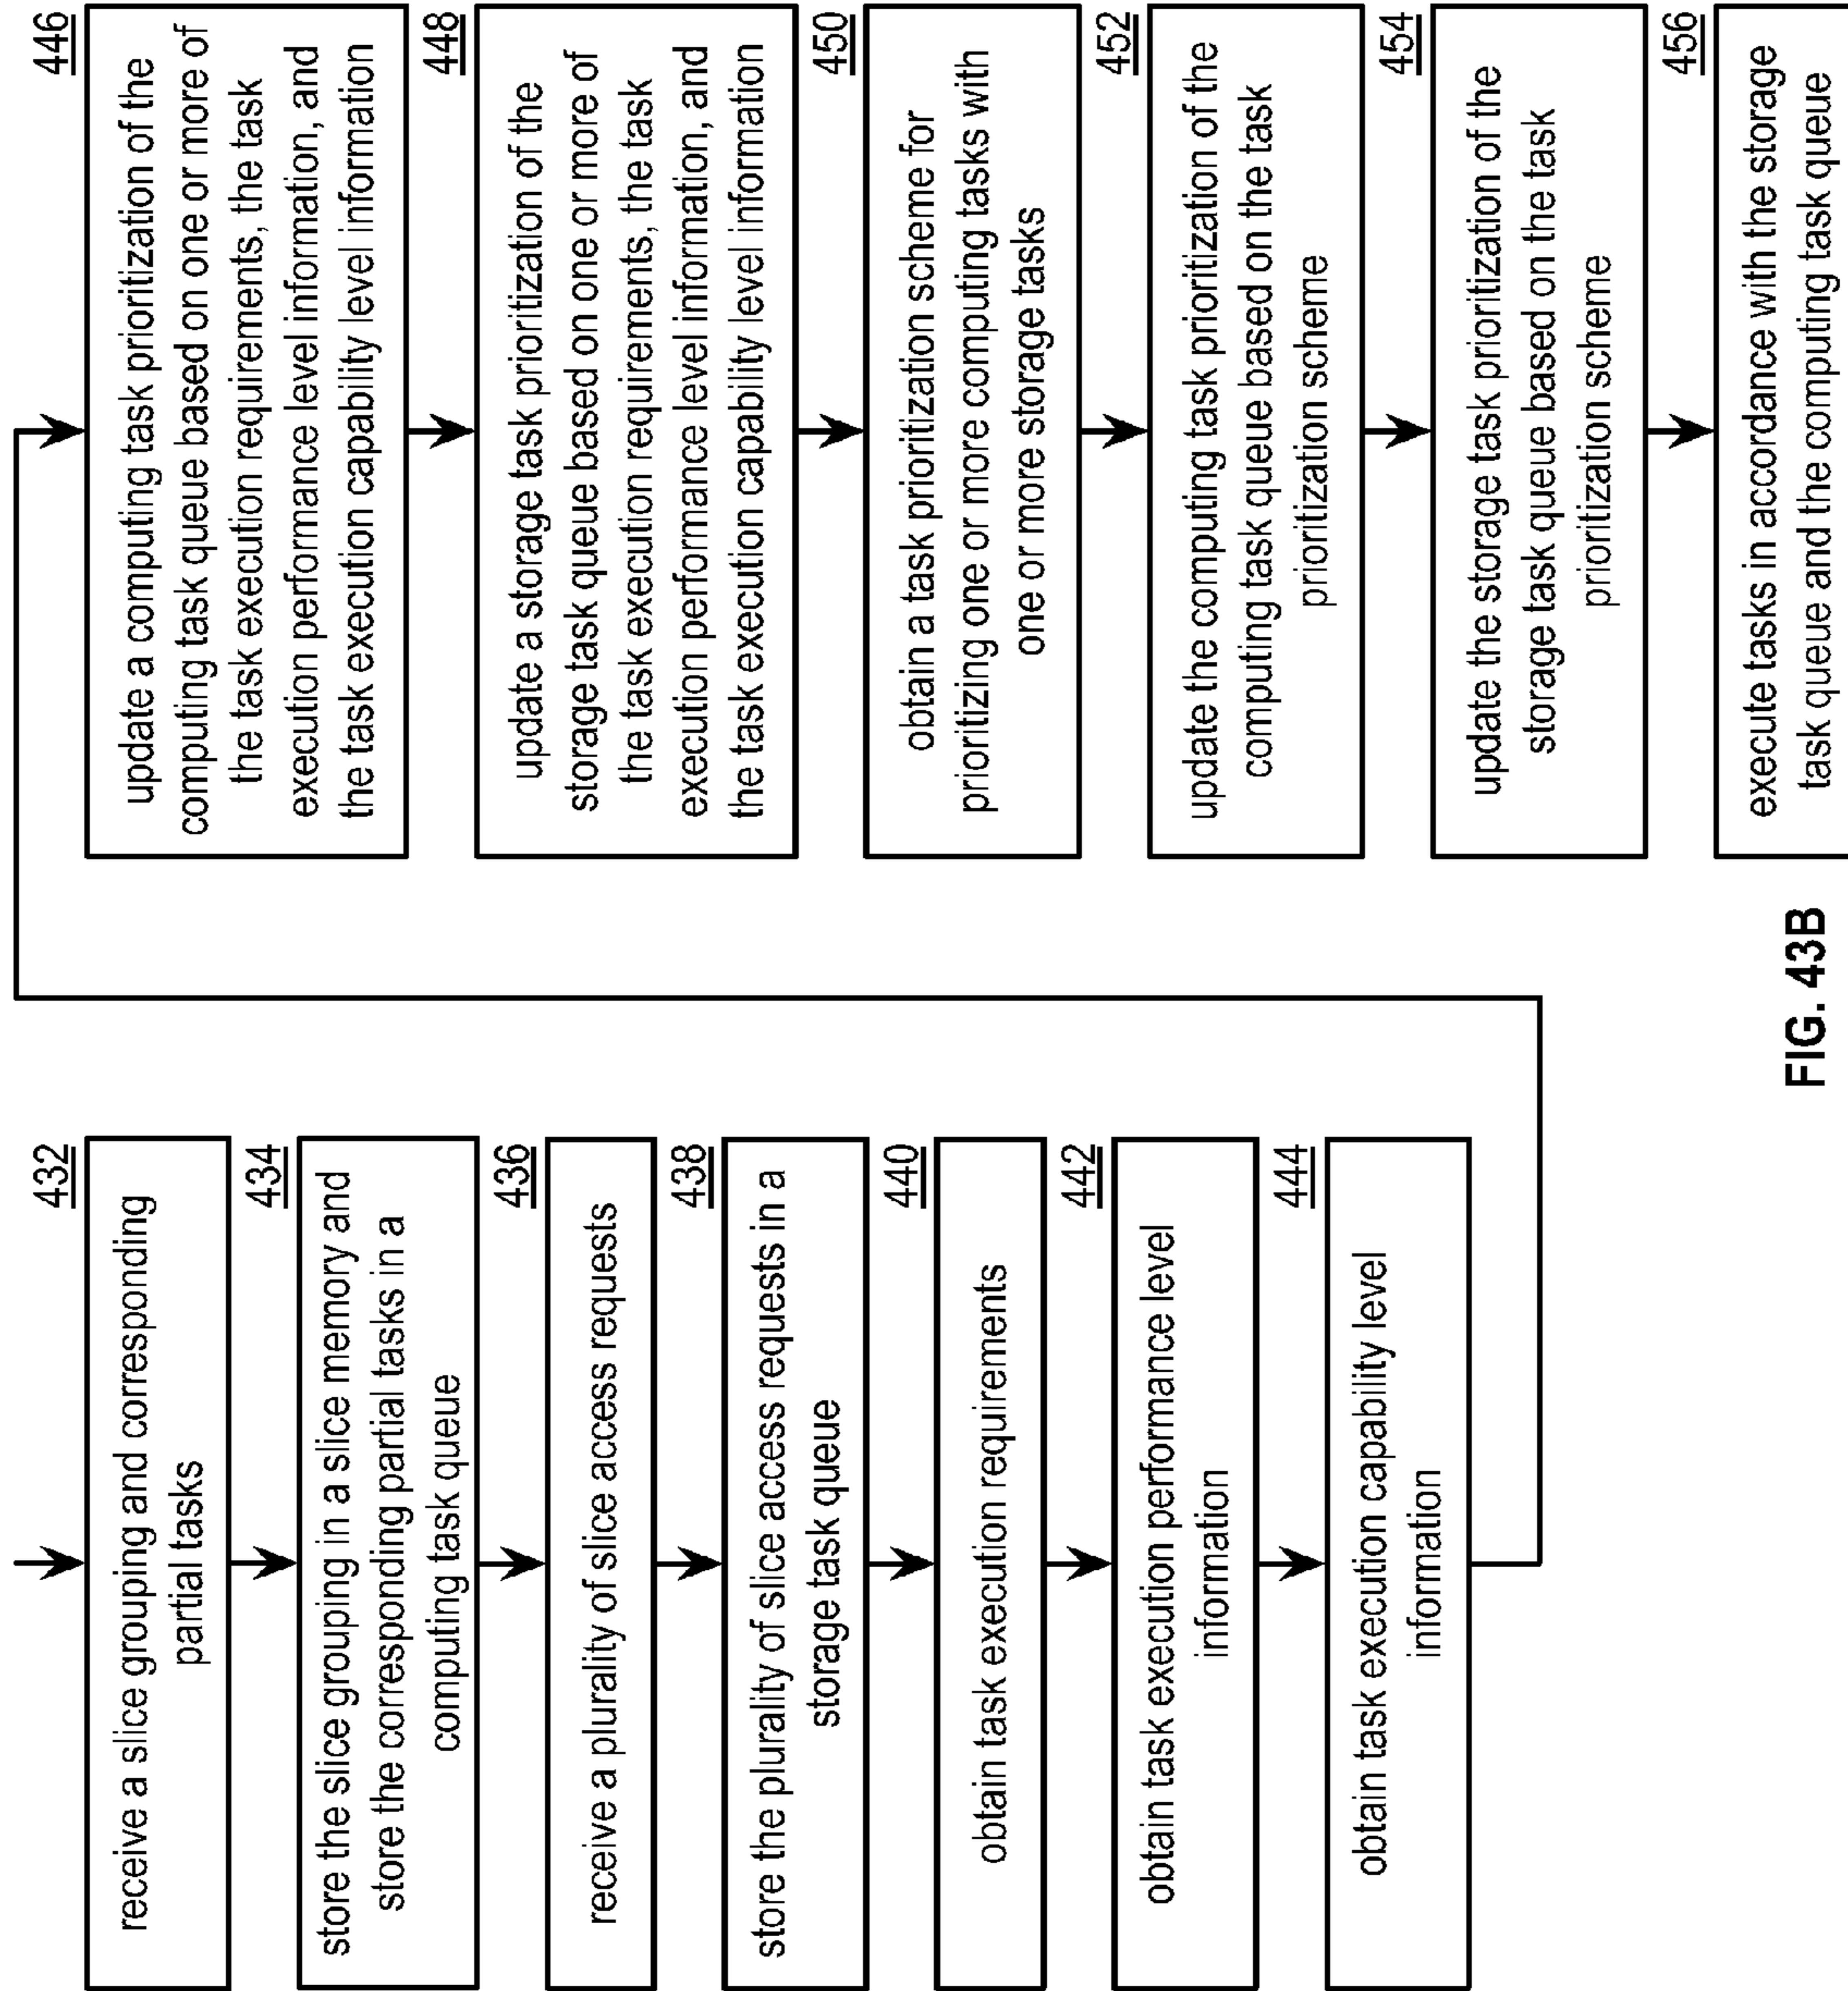 432
receive a slice grouping and corresponding
partial tasks
434
store the slice grouping in a slice memory and
store the corresponding partial tasks in a
computing task queue
436
receive a plurality of slice access requests
438
store the plurality of slice access requests in a
storage task queue
440
obtain task execution requirements
442
obtain task execution performance level
information
444
obtain task execution capability level
information
446
update a computing task prioritization of the
computing task queue based on one or more of
the task execution requirements, the task
execution performance level information, and
the task execution capability level information
448
update a storage task prioritization of the
storage task queue based on one or more of
the task execution requirements, the task
execution performance level information, and
the task execution capability level information
450
obtain a task prioritization scheme for
prioritizing one or more computing tasks with
one or more storage tasks
452
update the computing task prioritization of the
computing task queue based on the task
prioritization scheme
454
update the storage task prioritization of the
storage task queue based on the task
prioritization scheme
456
execute tasks in accordance with the storage
task queue and the computing task queue
FIG. 43B